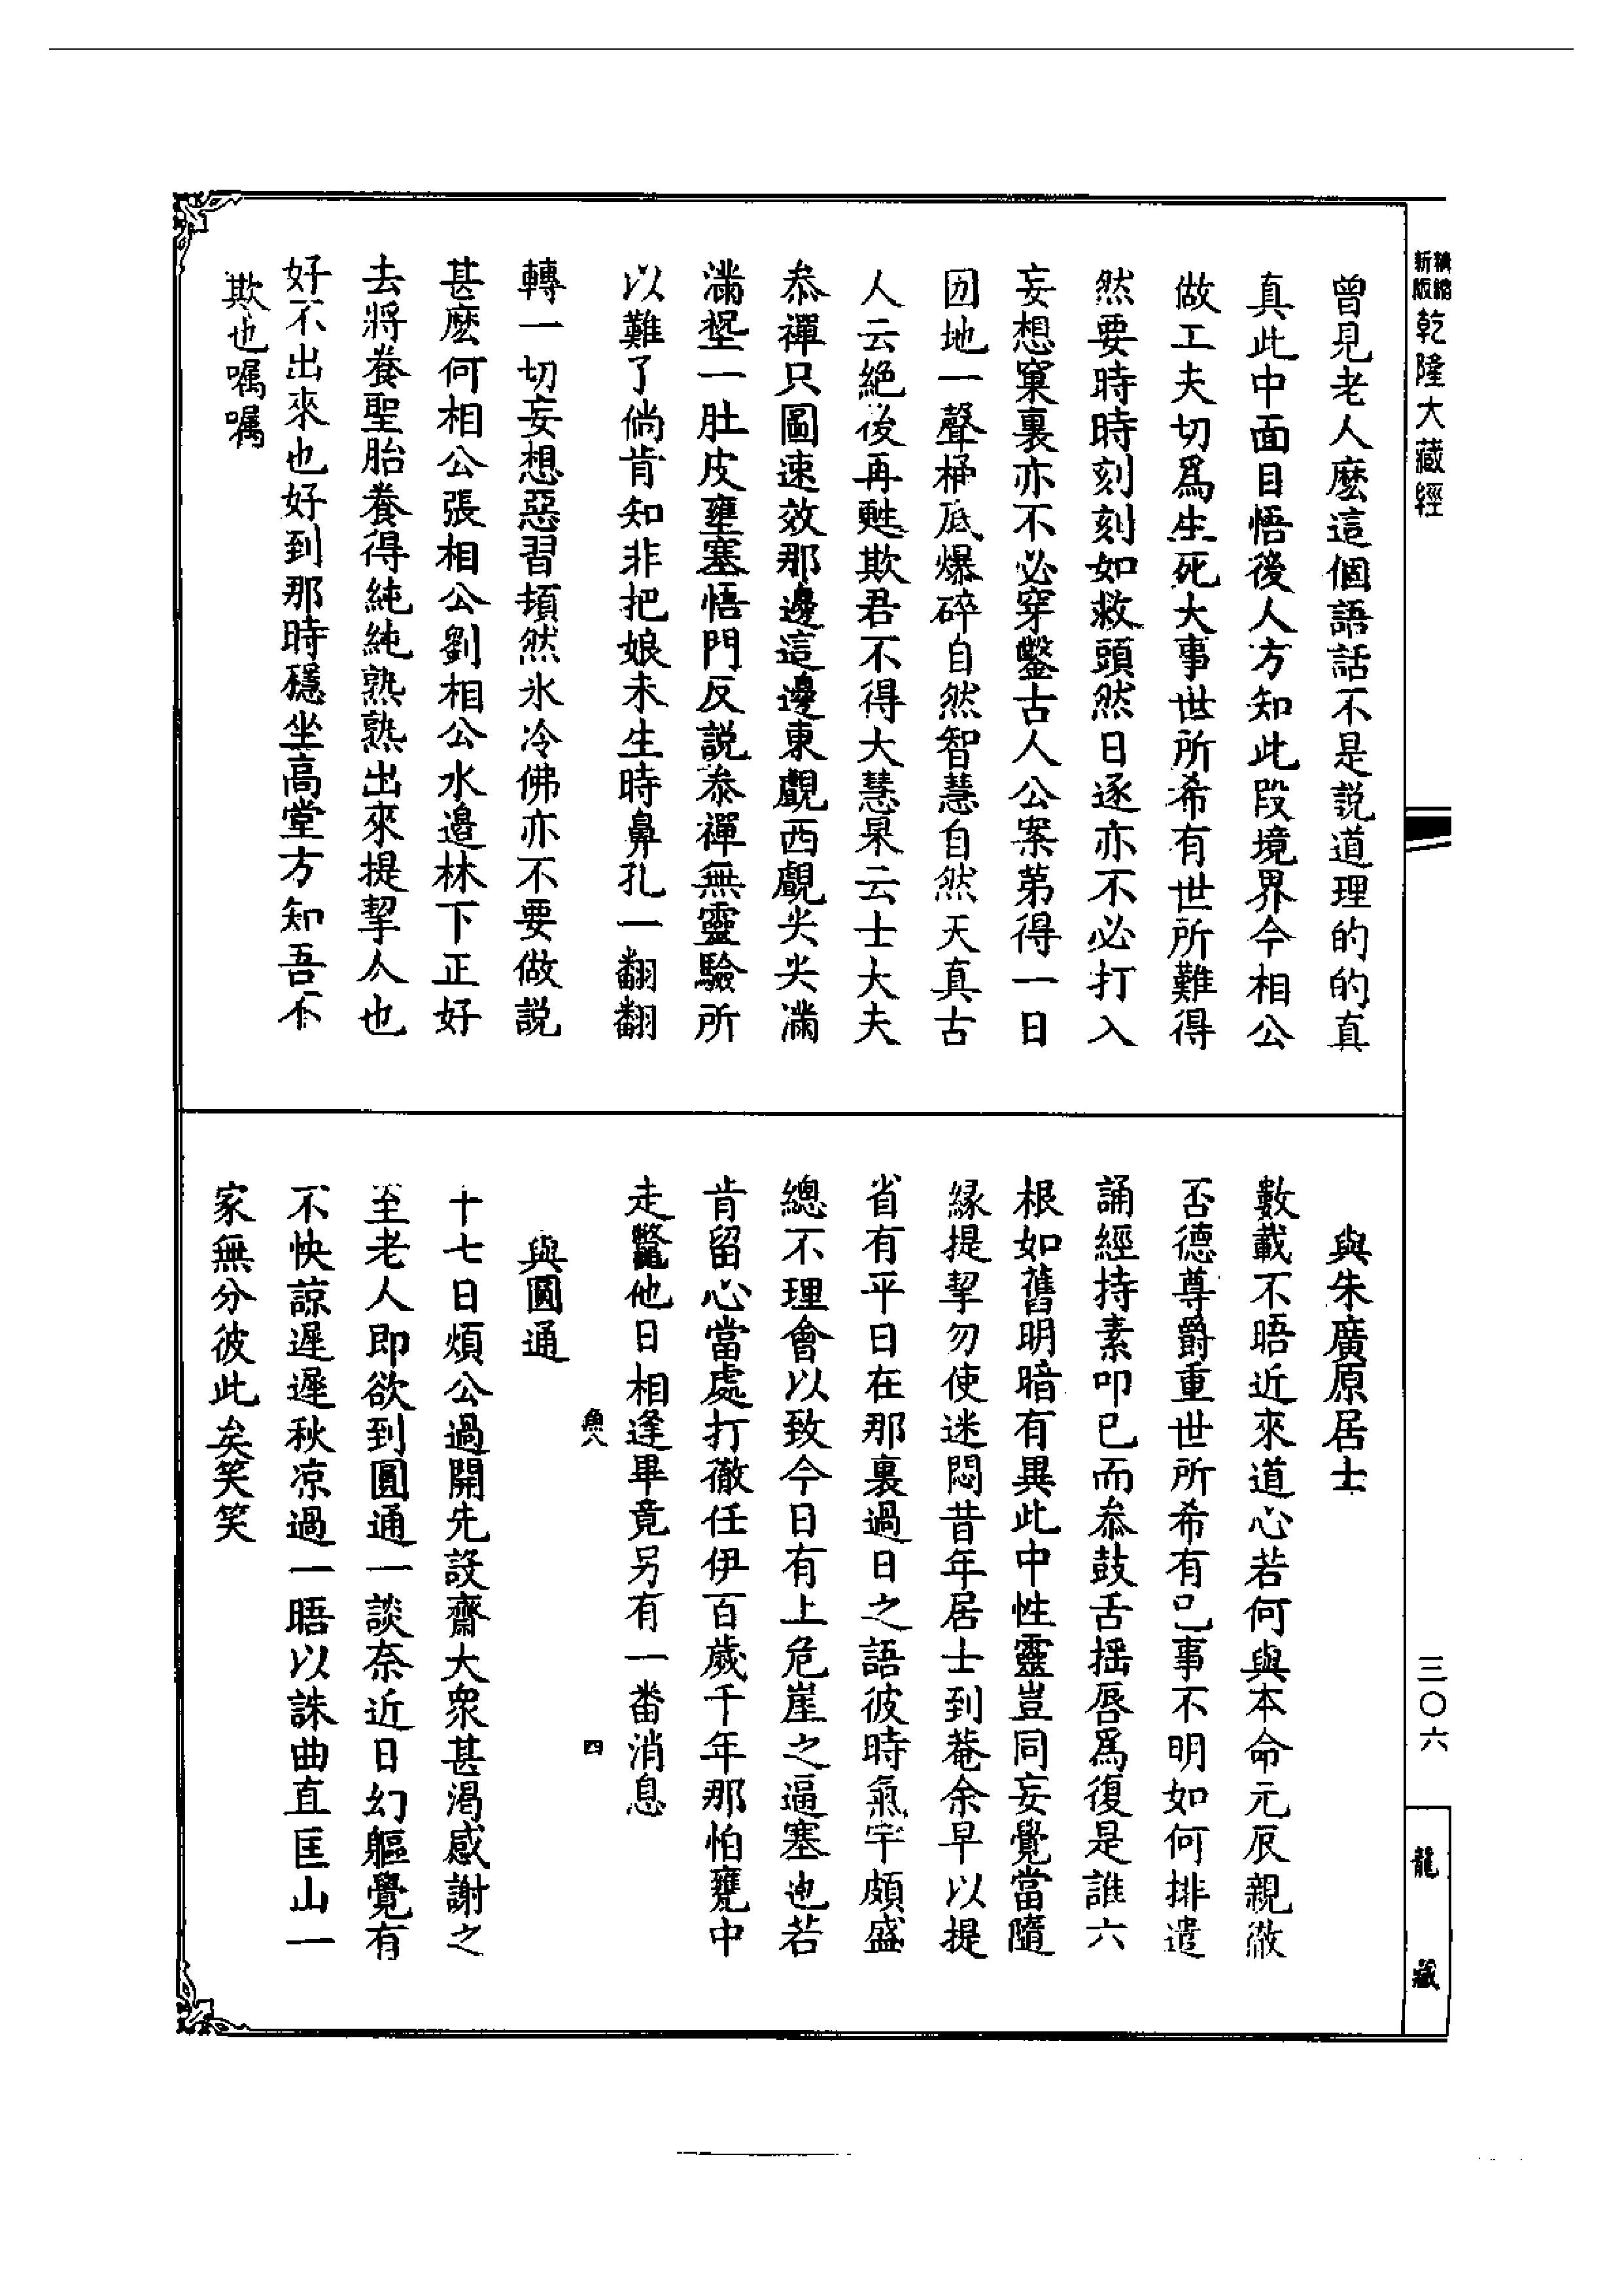 新版
精縮
乾隆大藏經
三〇六
龍藏
曾見老人麽這個語話不是説道理的的真
真此中面目悟後人方知此段境界今相公
做工夫切爲生死大事世所希有世所難得
然要時時刻刻如救頭然日逐亦不必打入
妄想窠裏亦不必穿鑿古人公案第得一日
囫地一聲桶底爆碎自然智慧自然天真古
人云絕後再甦欺君不得大慧杲云士大夫
叅禪只圖速效那邊這邊東覰西覰尖尖滿
滿堲一肚皮壅塞悟門反説叅禪無靈驗所
以難了倘肯知非把娘未生時鼻孔一翻翻
轉一切妄想惡習頓然氷冷佛亦不要做説
甚麽何相公張相公劉相公水邊林下正好
去將養聖胎養得純純熟熟出來提挈人也
好不出來也好到那時穩坐高堂方知吾不
欺也嘱嘱
與朱廣原居士
數載不晤近來道心若何與本命元辰親微
否德尊爵重世所希有己事不明如何排遣
誦經持素叩已而叅鼓舌揺唇爲復是誰六
根如舊明暗有異此中性靈豈同妄覺當隨
緣提挈勿使迷悶昔年居士到菴余早以提
省有平日在那裏過日之語彼時氣宇頗盛
總不理會以致今日有上危崖之逼塞也若
肯留心當處打徹任伊百歲千年那怕甕中
走鼈他日相逢畢竟另有一番消息
魚八 四
與圓通
十七日煩公過開先設齋大衆甚渴感謝之
至老人即欲到圓通一談奈近日幻軀覺有
不快諒遲遲秋凉過一晤以誅曲直匡山一
家無分彼此矣笑笑